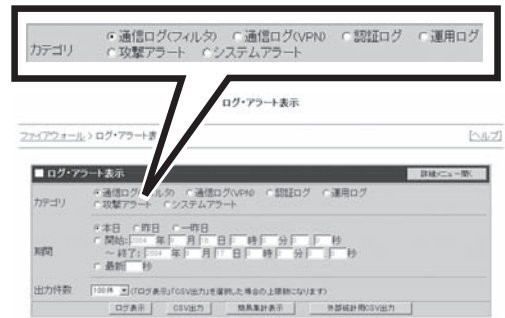 カテゴリ
通信ログ(フィルタ) 通信ログ(VPN) 認証ログ 運用ログ
攻撃アラート システムアラート
ログ・アラート表示
ファイアウォール > ログ・アラート表
[ヘルプ]
■ ログ・アラート表示
詳細メニュー開く
カテゴリ
通信ログ(フィルタ) 通信ログ(VPN) 認証ログ 運用ログ
攻撃アラート システムアラート
期間
本日 昨日 一昨日
開始: 2004 年 月 日 時 分 秒
~ 終了: 2004 年 月 17 日 時 分 秒
最新 秒
出力件数
100件 (「ログ表示」「CSV出力」を選択した場合の上限数になります)
ログ表示 CSV出力 簡易集計表示 外部統計用CSV出力